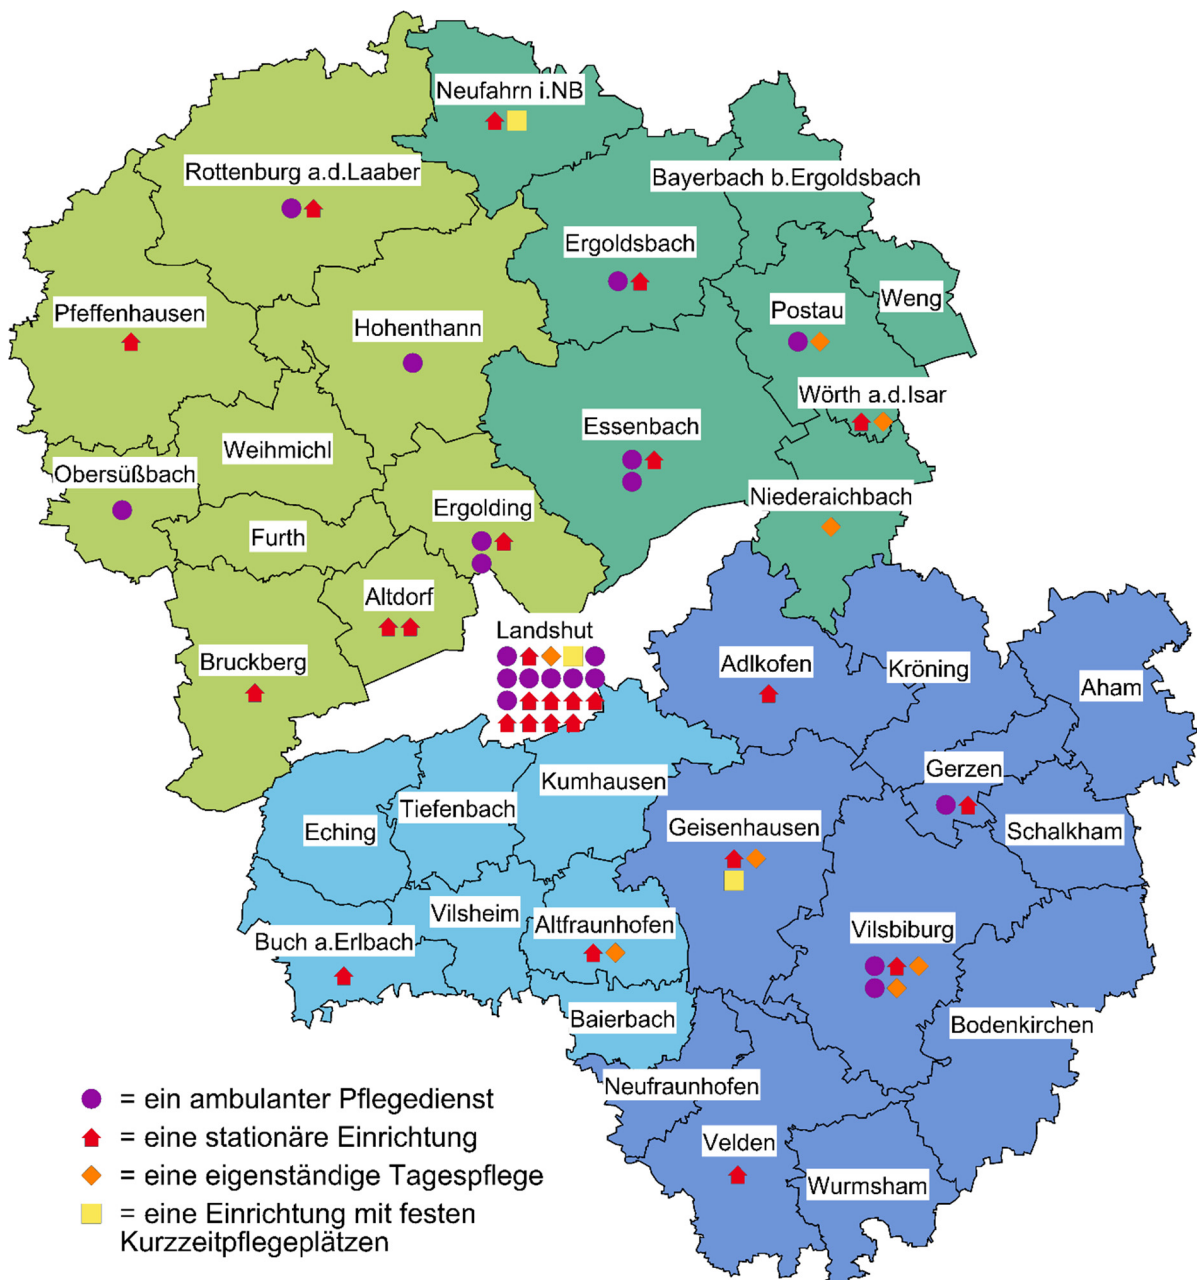 Neufahrn i.NB
Rottenburg a.d.Laaber
Bayerbach b.Ergoldsbach
Ergoldsbach
Weng
Pfeffenhausen
Postau
Hohenthann
Wörth a.d.Isar
Essenbach
Weihmichl
Obersüßbach
Niederaichbach
Ergolding
Furth
Altdorf
Landshut
Bruckberg
Adlkofen
Kröning
Aham
Gerzen
Kumhausen
Tiefenbach
Geisenhausen
Eching
Schalkham
Vilsheim
Altfraunhofen
Vilsbiburg
Buch a.Erlbach
Baierbach
Bodenkirchen
Neufraunhofen
Velden
Wurmsham
= ein ambulanter Pflegedienst
= eine stationäre Einrichtung
= eine eigenständige Tagespflege
= eine Einrichtung mit festen
Kurzzeitpflegeplätzen